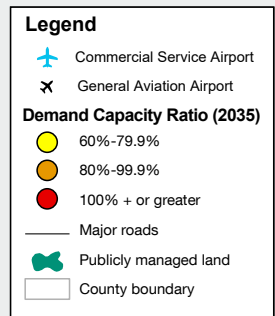 Legend
Commercial Service Airport
General Aviation Airport
Demand Capacity Ratio (2035)
60%-79.9%
80%-99.9%
100% + or greater
Major roads
Publicly managed land
County boundary